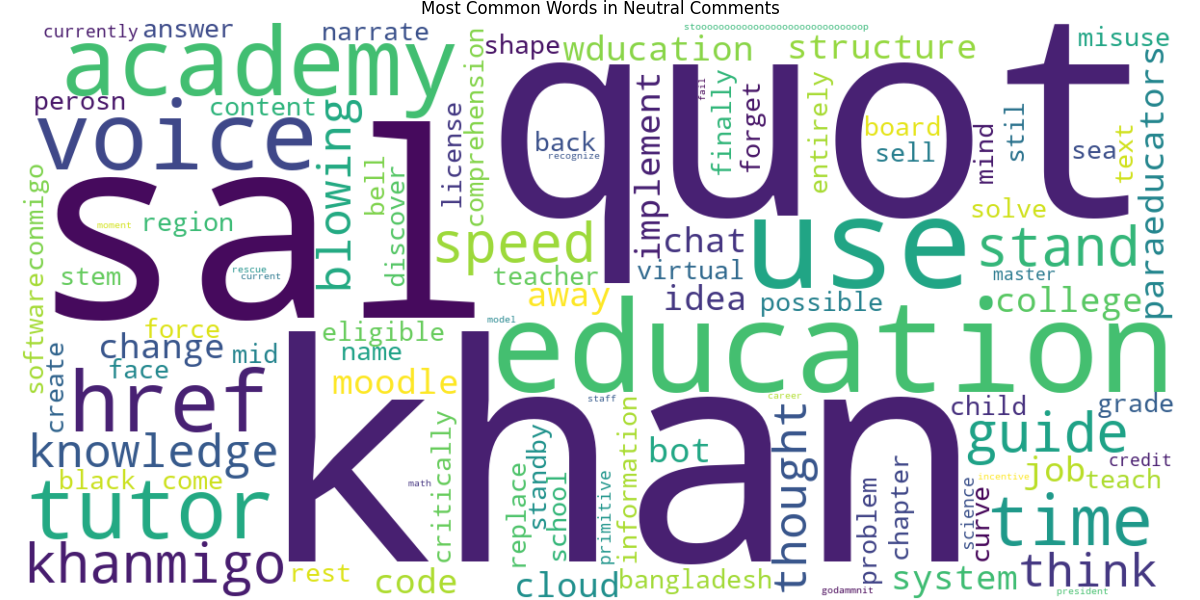 Most Common Words in Neutral Comments
currently
answer
narrate
academy
shape
wducation
structure
misuse
stooooooooooooooooooooooooooooooop
perosn
content
voice
blowing
bell
discover
license
comprehension
quot
back
recognize
implement
fail
finally
forget
entirely
board
sell
mind
still
sea
text
paraeducators
sal
softwareconmigo
moment
region
stem
rescue
current
speed
teacher
away
chat
virtual
idea
use
possible
solve
stand
master
college
force
change
mid
face
create
eligible
name
moodle
model
education
href
khan
staff
career
child
grade
knowledge
black
come
tutor
khanmigo
rest
math
critically
code
replace
standby
school
cloud
primitive
information
bot
bangladesh
thought
problem
chapter
godammnit
guide
job
credit
teach
incentive
science
curve
time
system
think
president